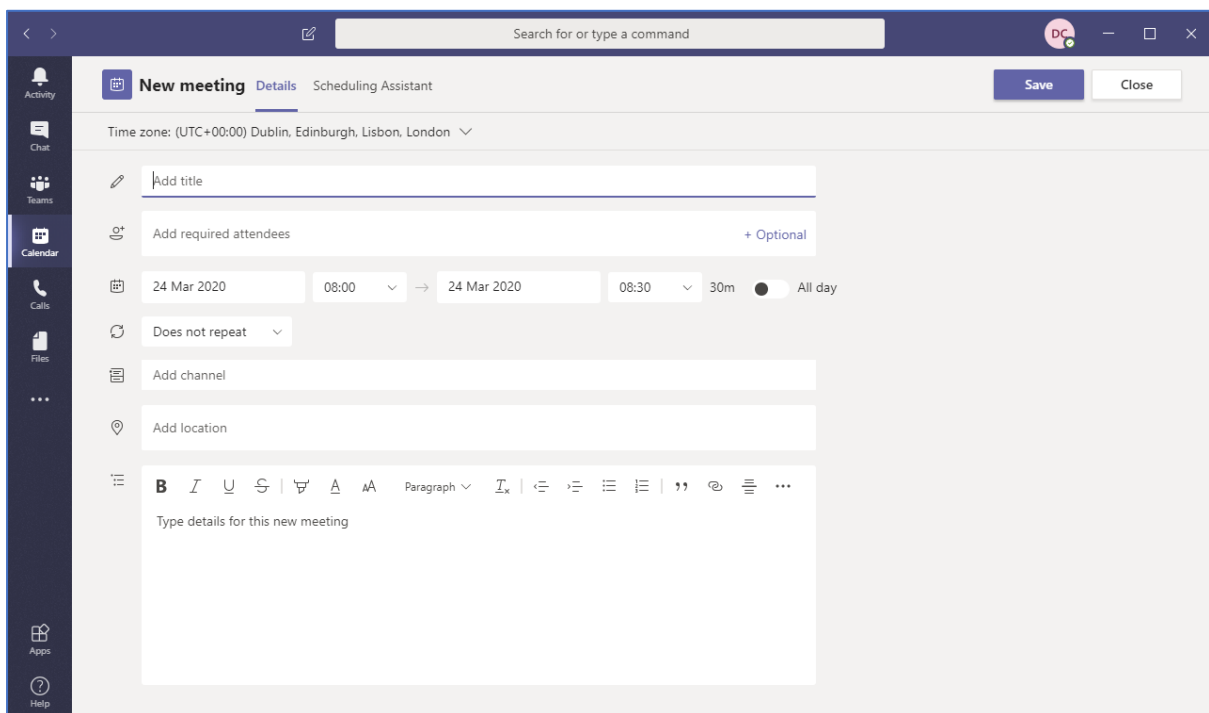 Search for or type a command
DC
Activity
Chat
Teams
Calendar
Calls
Files
Apps
Help
New meeting Details Scheduling Assistant
Save Close
Time zone: (UTC+00:00) Dublin, Edinburgh, Lisbon, London
Add title
Add required attendees + Optional
24 Mar 2020 08:00 → 24 Mar 2020 08:30 30m All day
Does not repeat
Add channel
Add location
B I U S A AA Paragraph Tx
Type details for this new meeting